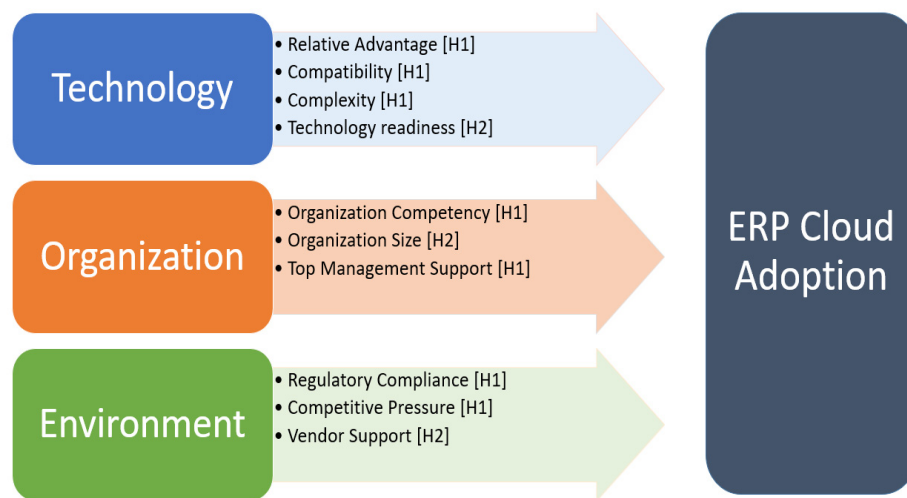 Technology
• Relative Advantage [H1]
• Compatibility [H1]
• Complexity [H1]
• Technology readiness [H2]
Organization
• Organization Competency [H1]
• Organization Size [H2]
• Top Management Support [H1]
Environment
• Regulatory Compliance [H1]
• Competitive Pressure [H1]
• Vendor Support [H2]
ERP Cloud
Adoption